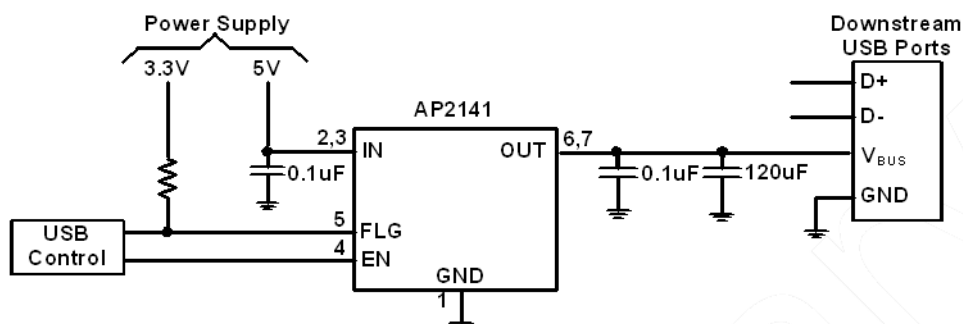 Power Supply
3.3V
5V
Downstream
USB Ports
D+
D-
VBUS
GND
AP2141
2,3
IN
OUT
6,7
0.1uF
0.1uF
120uF
USB
Control
5
FLG
4
EN
GND
1